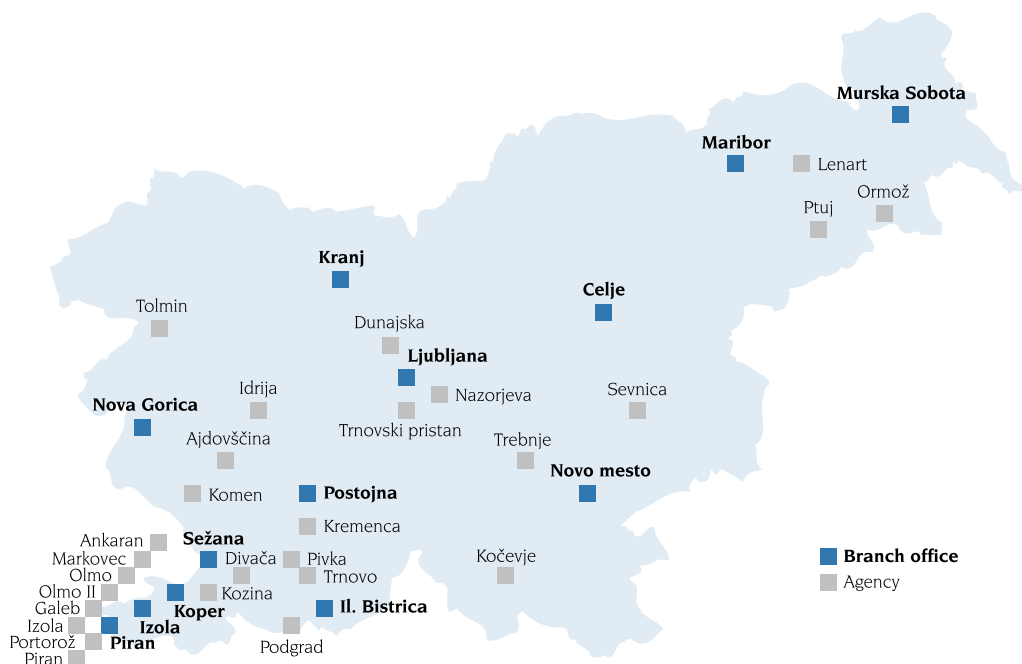 Murska Sobota
Maribor
Lenart
Ormož
Ptuj
Kranj
Celje
Tolmin
Dunajska
Ljubljana
Idrija
Nazorjeva
Sevnica
Nova Gorica
Trnovski pristan
Ajdovščina
Trebnje
Novo mesto
Komen
Postojna
Kremenca
Ankaran
Sežana
Markovec
Divača
Pivka
Kočevje
Branch office
Olmo
Trnovo
Agency
Olmo II
Kozina
Galeb
Koper
Il. Bistrica
Izola
Izola
Portorož
Piran
Podgrad
Piran